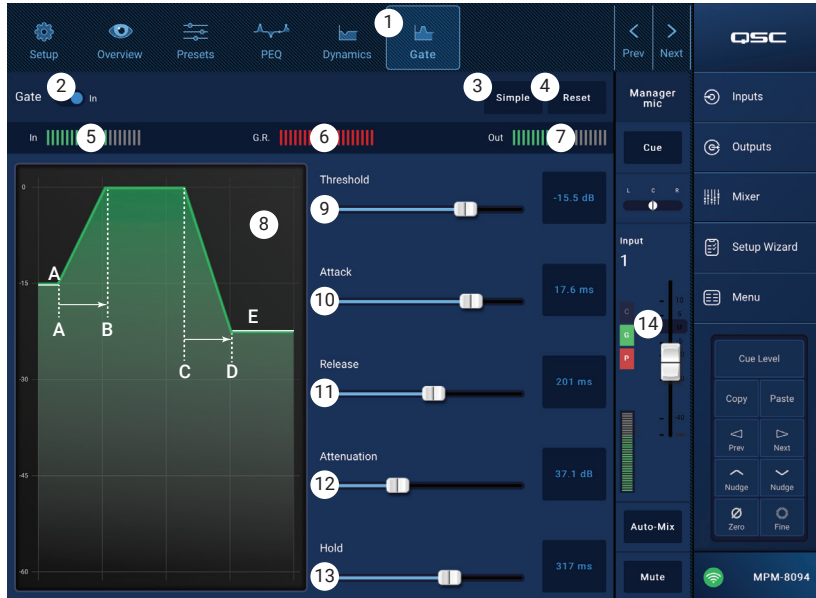 1
Setup
Overview
Presets
PEQ
Dynamics
Gate
Prev
Next
QSC
Gate
2
In
3
Simple
4
Reset
Manager
mic
Inputs
In
5
G.R.
6
Out
7
Cue
Outputs
0
8
A
-15
A
B
C
D
E
-30
-45
-60
Threshold
9
-15.5 dB
Attack
10
17.6 ms
Release
11
201 ms
Attenuation
12
37.1 dB
Hold
13
317 ms
L
C
R
Input
1
10
5
U
C
G
P
14
-40
Auto-Mix
Mute
Mixer
Setup Wizard
Menu
Cue Level
Copy
Paste
Prev
Next
Nudge
Nudge
Zero
Fine
MPM-8094